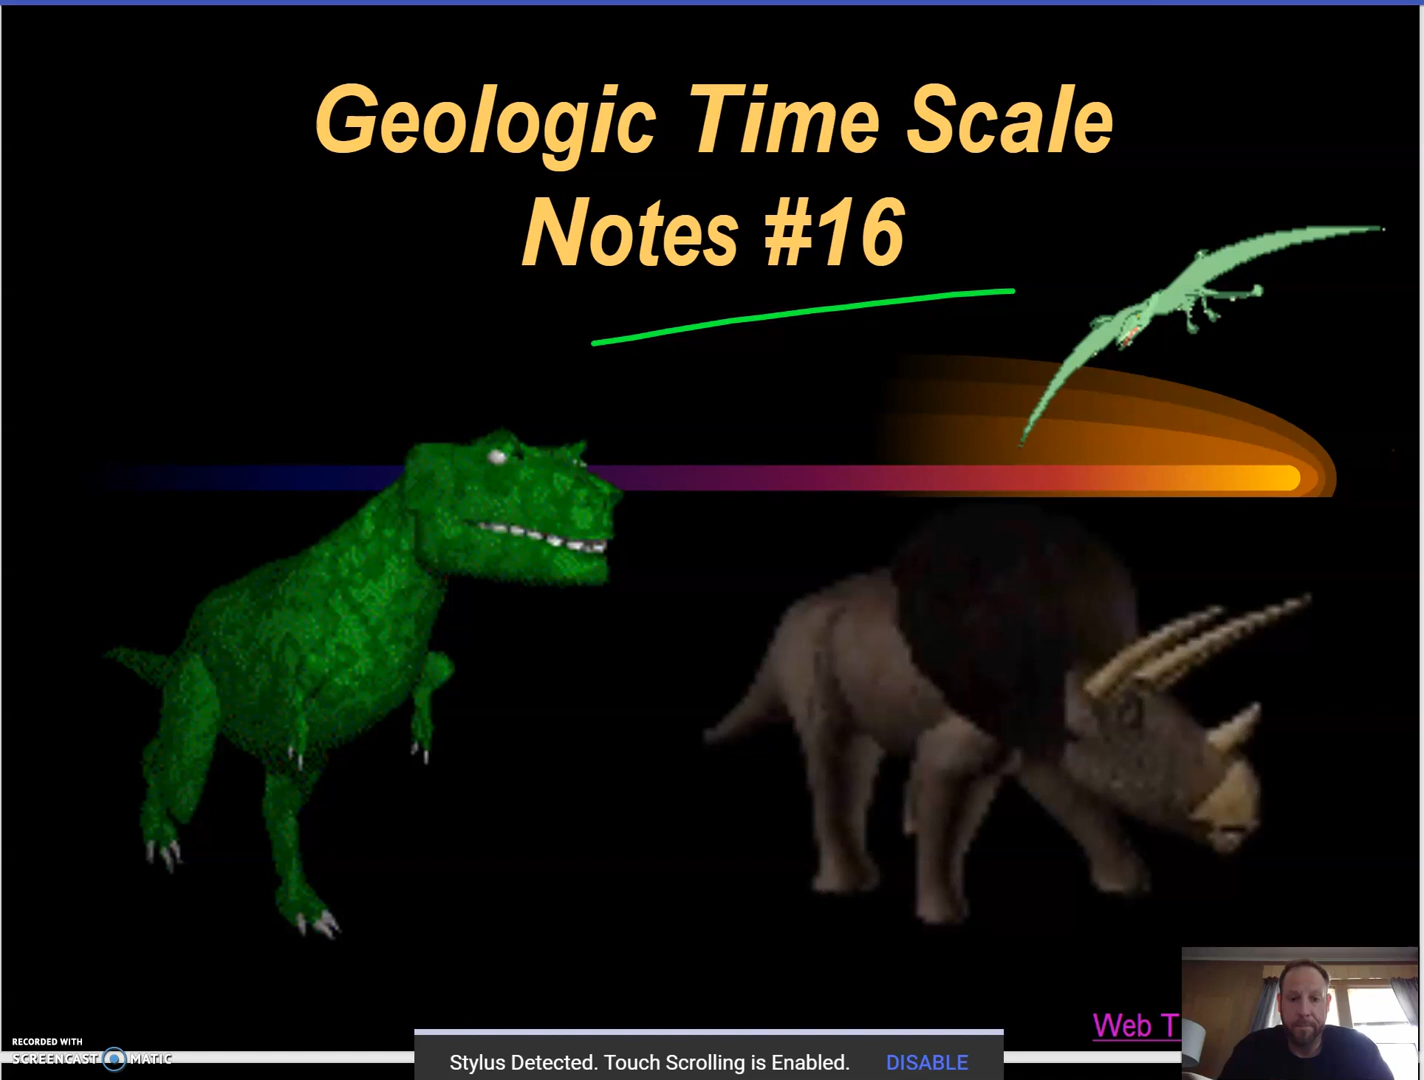 Geologic Time Scale
Notes #16
Web T
RECORDED WITH
SCREENCAST MATIC
Stylus Detected. Touch Scrolling is Enabled. DISABLE